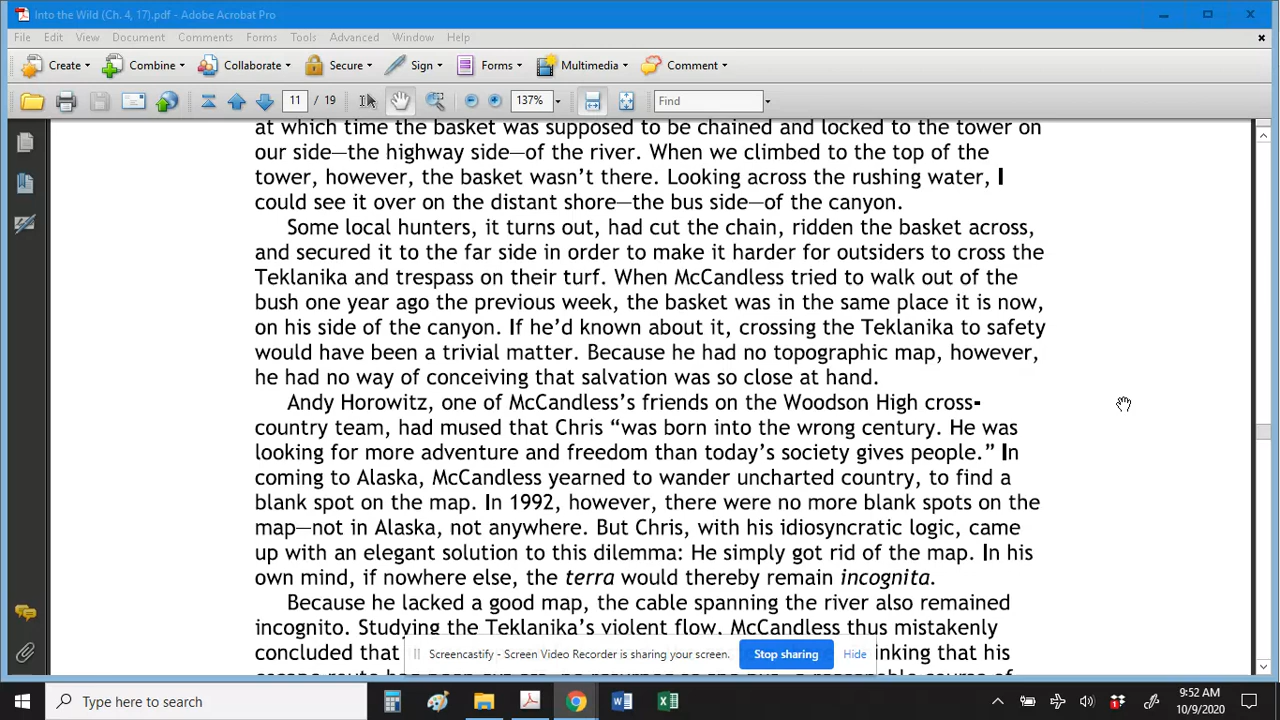 Into the Wild (Ch. 4, 17).pdf - Adobe Acrobat Pro
File Edit View Document Comments Forms Tools Advanced Window Help
Create Combine Collaborate Secure Sign Forms Multimedia Comment
11 / 19 137% Find
at which time the basket was supposed to be chained and locked to the tower on
our side—the highway side—of the river. When we climbed to the top of the
tower, however, the basket wasn't there. Looking across the rushing water, I
could see it over on the distant shore—the bus side—of the canyon.
Some local hunters, it turns out, had cut the chain, ridden the basket across,
and secured it to the far side in order to make it harder for outsiders to cross the
Teklanika and trespass on their turf. When McCandless tried to walk out of the
bush one year ago the previous week, the basket was in the same place it is now,
on his side of the canyon. If he'd known about it, crossing the Teklanika to safety
would have been a trivial matter. Because he had no topographic map, however,
he had no way of conceiving that salvation was so close at hand.
Andy Horowitz, one of McCandless's friends on the Woodson High cross-
country team, had mused that Chris “was born into the wrong century. He was
looking for more adventure and freedom than today's society gives people.” In
coming to Alaska, McCandless yearned to wander uncharted country, to find a
blank spot on the map. In 1992, however, there were no more blank spots on the
map—not in Alaska, not anywhere. But Chris, with his idiosyncratic logic, came
up with an elegant solution to this dilemma: He simply got rid of the map. In his
own mind, if nowhere else, the terra would thereby remain incognita.
Because he lacked a good map, the cable spanning the river also remained
incognito. Studying the Teklanika's violent flow, McCandless thus mistakenly
concluded that inking that his
Screencastify - Screen Video Recorder is sharing your screen. Stop sharing Hide
Type here to search
9:52 AM
10/9/2020